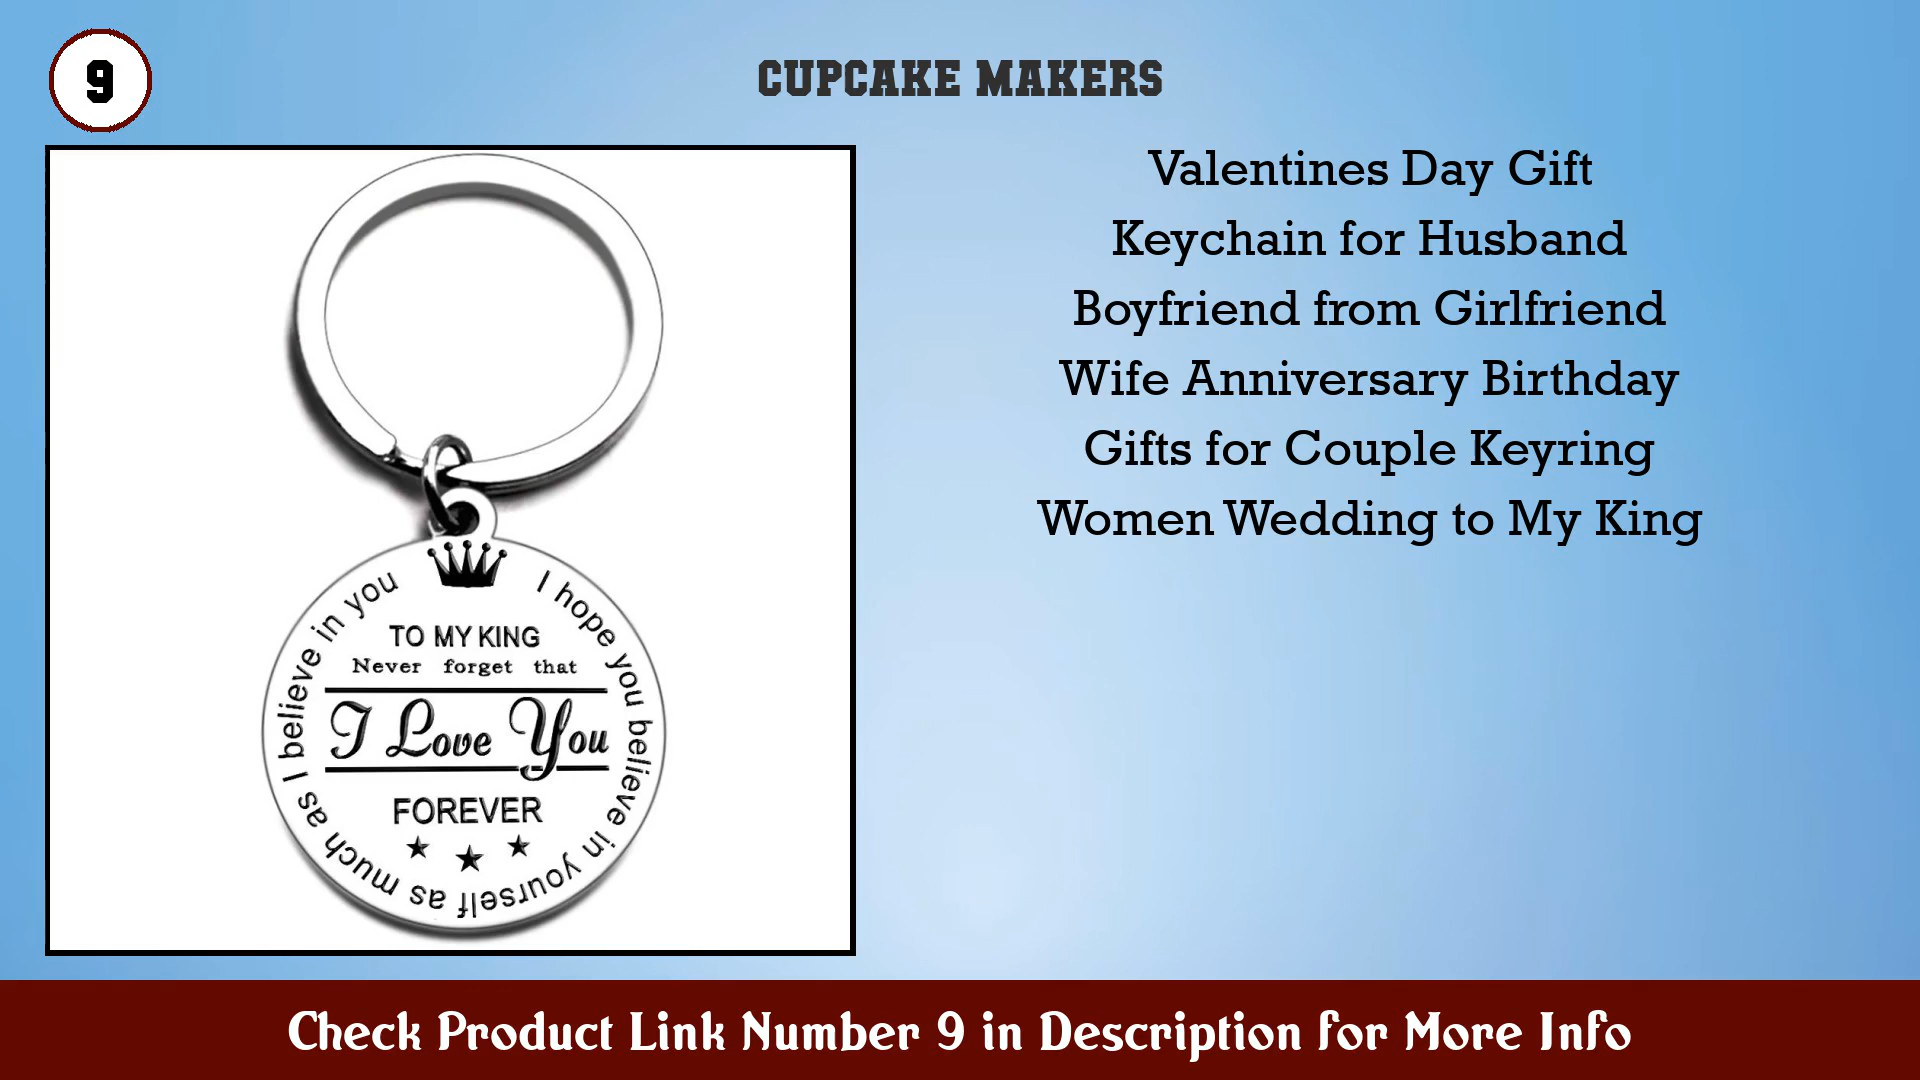 9
CUPCAKE MAKERS
Valentines Day Gift
Keychain for Husband
Boyfriend from Girlfriend
Wife Anniversary Birthday
Gifts for Couple Keyring
Women Wedding to My King
I hope you believe in yourself as much as I believe in you
TO MY KING
Never forget that
I Love You
FOREVER
Check Product Link Number 9 in Description for More Info